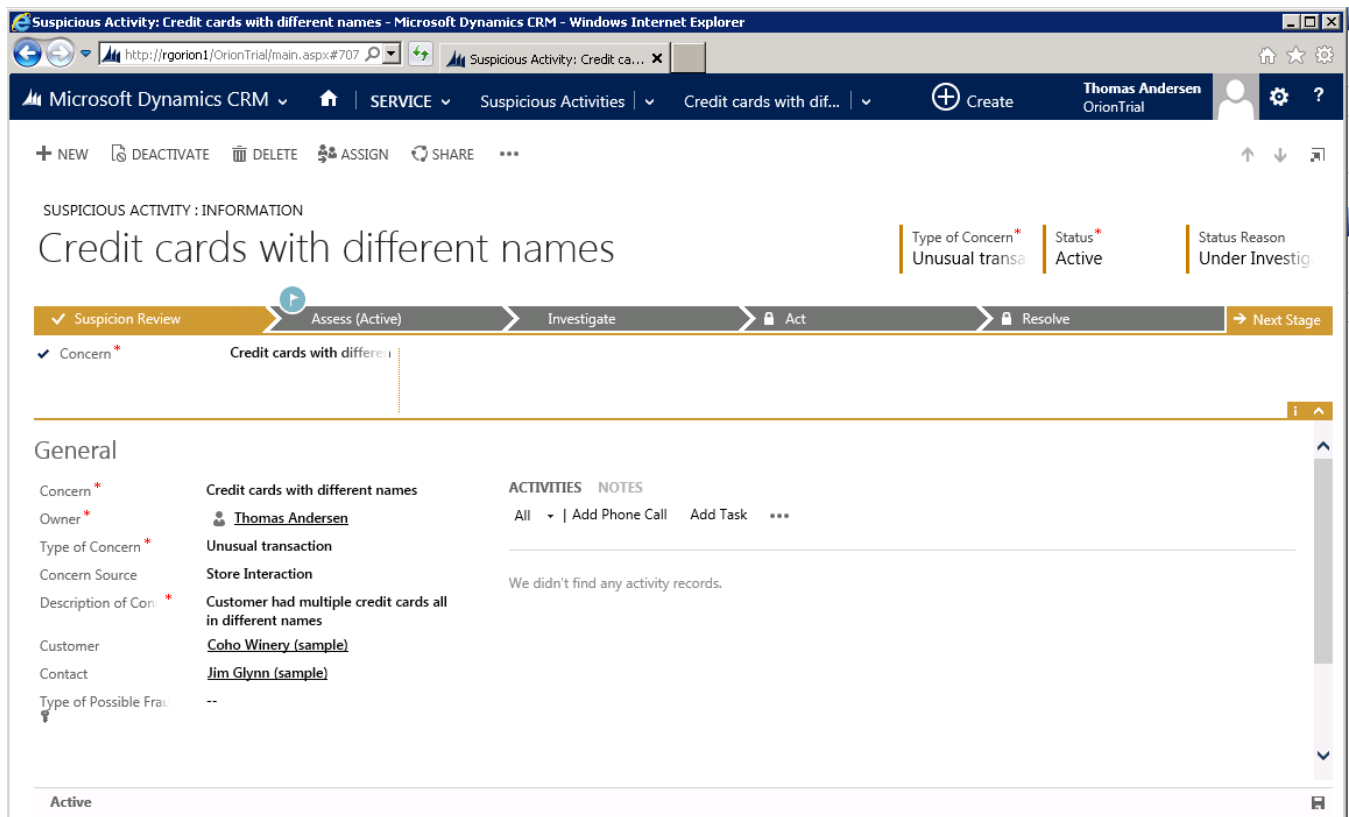 Suspicious Activity: Credit cards with different names - Microsoft Dynamics CRM - Windows Internet Explorer
http://rgorion1/OrionTrial/main.aspx#707
Suspicious Activity: Credit ca...
Microsoft Dynamics CRM
SERVICE
Suspicious Activities
Credit cards with dif...
Create
Thomas Andersen
OrionTrial
?
NEW
DEACTIVATE
DELETE
ASSIGN
SHARE
SUSPICIOUS ACTIVITY : INFORMATION
Credit cards with different names
Type of Concern*
Unusual transa
Status*
Active
Status Reason
Under Investig
Suspicion Review
Assess (Active)
Investigate
Act
Resolve
Next Stage
Concern*
Credit cards with differen
i
General
Concern*
Credit cards with different names
Owner*
Thomas Andersen
Type of Concern*
Unusual transaction
Concern Source
Store Interaction
Description of Con *
Customer had multiple credit cards all
in different names
Customer
Coho Winery (sample)
Contact
Jim Glynn (sample)
Type of Possible Frau
--
ACTIVITIES NOTES
All | Add Phone Call Add Task
We didn't find any activity records.
Active